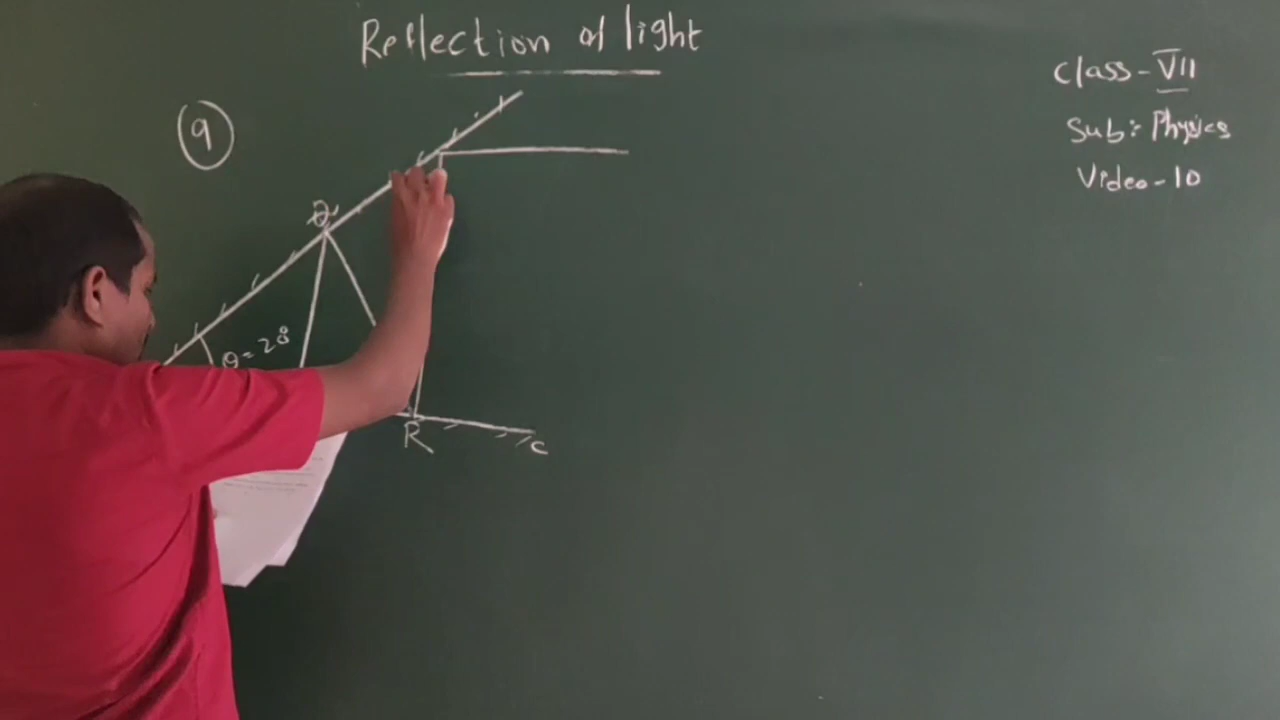 Reflection of light
Class - VII
Sub: Physics
Video - 10
9
Q
θ = 28°
R
C